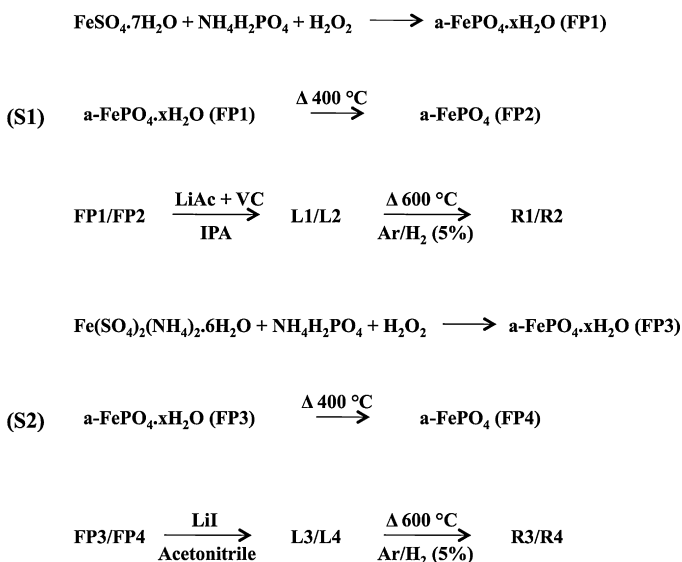 FeSO₄.7H₂O + NH₄H₂PO₄ + H₂O₂ ⟶ a-FePO₄.xH₂O (FP1)
Δ 400 °C
(S1) a-FePO₄.xH₂O (FP1) ⟶ a-FePO₄ (FP2)
LiAc + VC Δ 600 °C
FP1/FP2 ⟶ L1/L2 ⟶ R1/R2
IPA Ar/H₂ (5%)
Fe(SO₄)₂(NH₄)₂.6H₂O + NH₄H₂PO₄ + H₂O₂ ⟶ a-FePO₄.xH₂O (FP3)
Δ 400 °C
(S2) a-FePO₄.xH₂O (FP3) ⟶ a-FePO₄ (FP4)
LiI Δ 600 °C
FP3/FP4 ⟶ L3/L4 ⟶ R3/R4
Acetonitrile Ar/H₂ (5%)